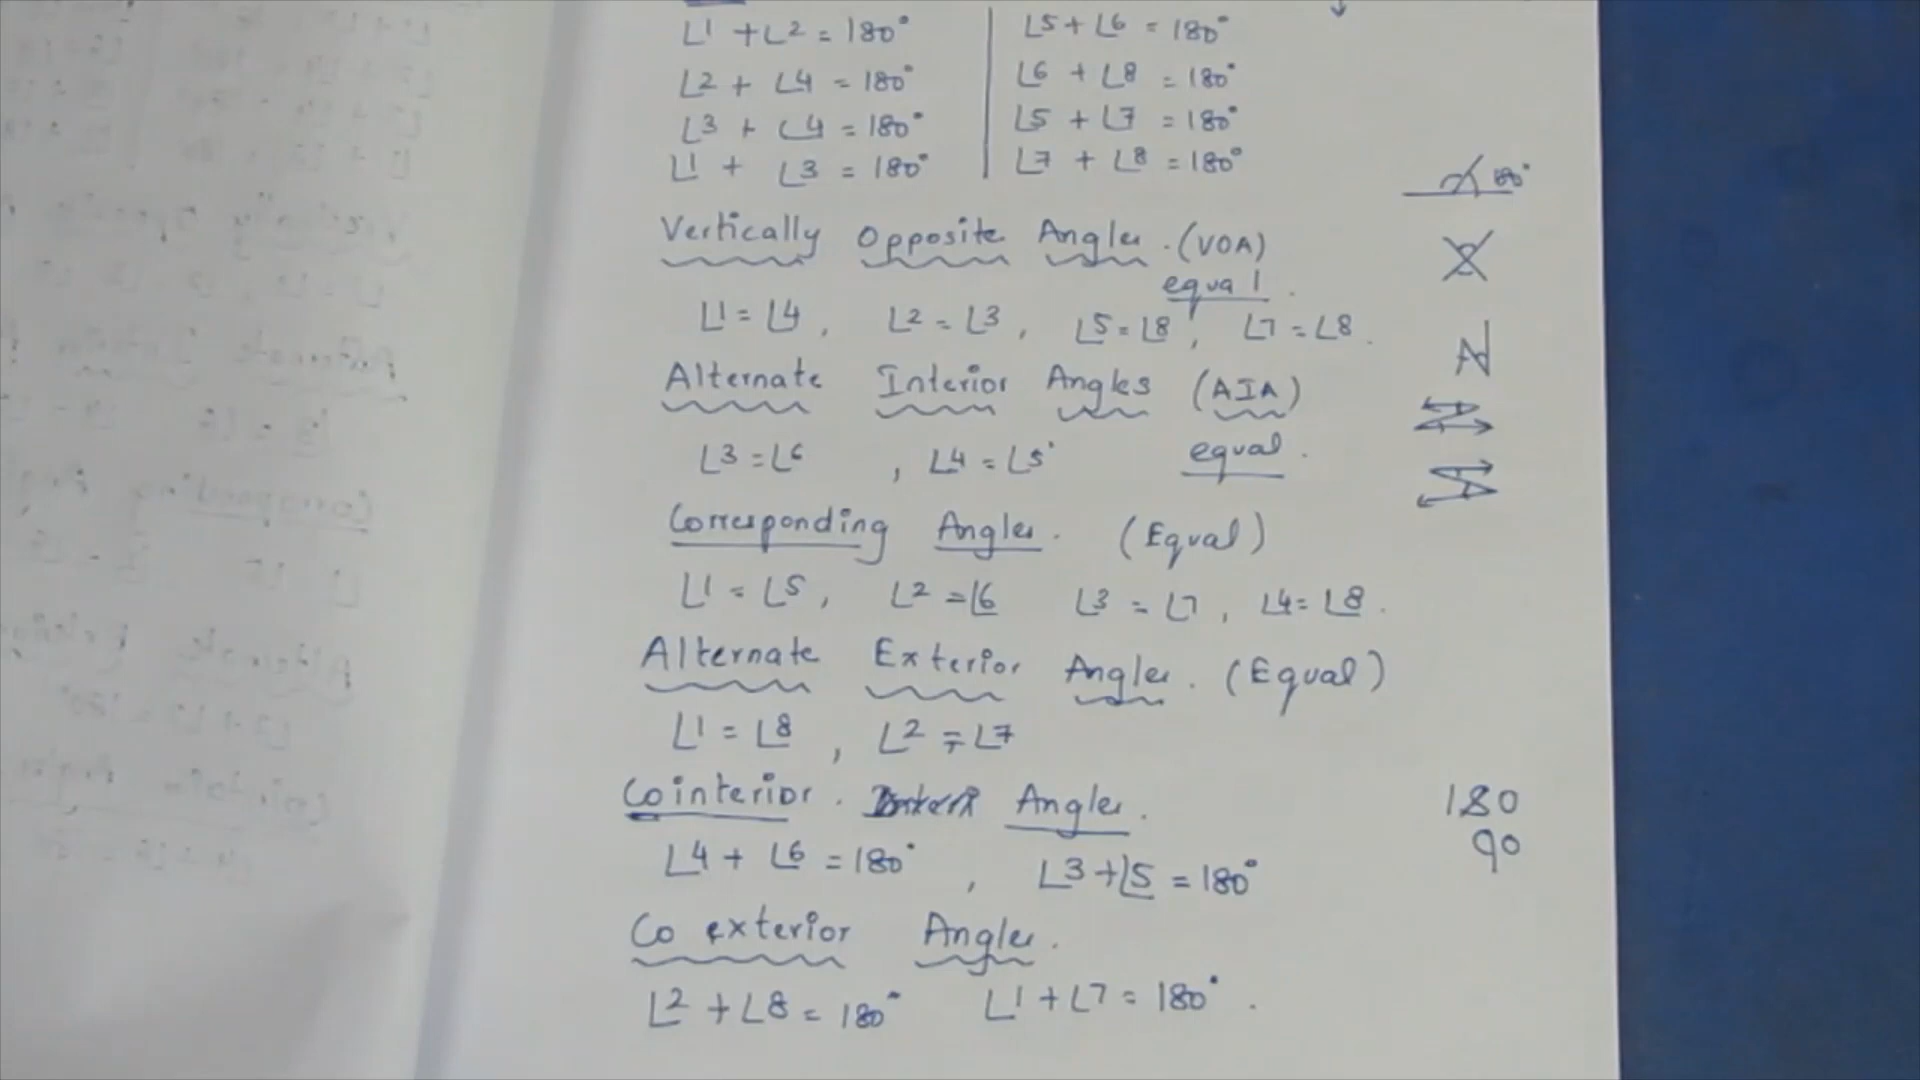 ∠1 + ∠2 = 180°
∠2 + ∠4 = 180°
∠3 + ∠4 = 180°
∠1 + ∠3 = 180°
∠5 + ∠6 = 180°
∠6 + ∠8 = 180°
∠5 + ∠7 = 180°
∠7 + ∠8 = 180°
180°
Vertically Opposite Angles. (VOA)
equal.
∠1 = ∠4, ∠2 = ∠3, ∠5 = ∠8, ∠7 = ∠8.
Alternate Interior Angles (AIA)
∠3 = ∠6, ∠4 = ∠5 equal.
Corresponding Angles. (Equal)
∠1 = ∠5, ∠2 = ∠6 ∠3 = ∠7, ∠4 = ∠8.
Alternate Exterior Angles. (Equal)
∠1 = ∠8, ∠2 = ∠7
Cointerior. Angles.
∠4 + ∠6 = 180°, ∠3 + ∠5 = 180°
180
90
Co exterior Angles.
∠2 + ∠8 = 180° ∠1 + ∠7 = 180°.